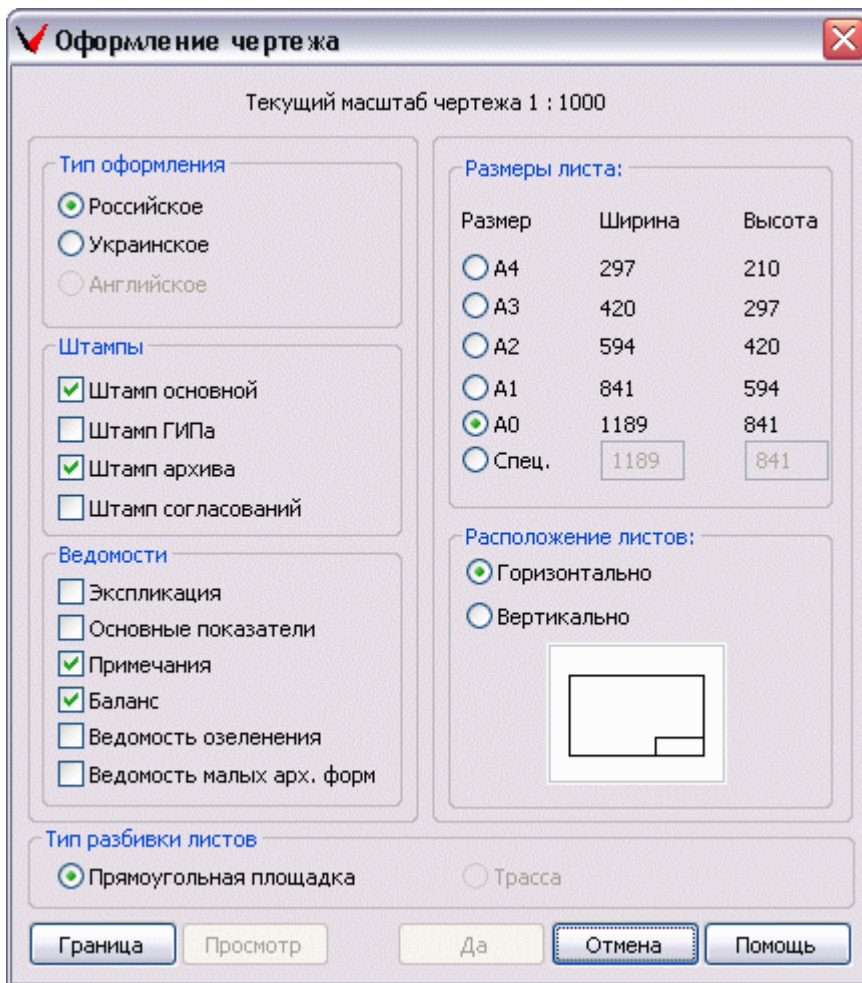 Оформление чертежа
Текущий масштаб чертежа 1 : 1000
Тип оформления
Российское
Украинское
Английское
Штампы
Штамп основной
Штамп ГИПа
Штамп архива
Штамп согласований
Ведомости
Экспликация
Основные показатели
Примечания
Баланс
Ведомость озеленения
Ведомость малых арх. форм
Размеры листа:
Размер Ширина Высота
А4 297 210
А3 420 297
А2 594 420
А1 841 594
А0 1189 841
Спец. 1189 841
Расположение листов:
Горизонтально
Вертикально
Тип разбивки листов
Прямоугольная площадка Трасса
Граница Просмотр Да Отмена Помощь